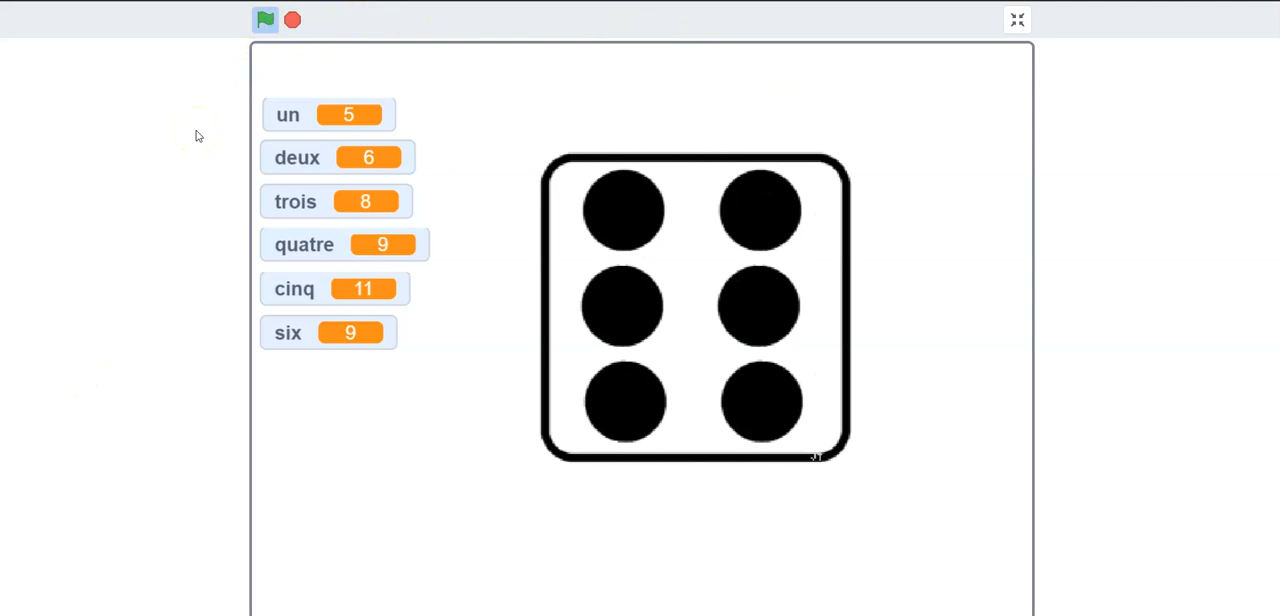 un 5
deux 6
trois 8
quatre 9
cinq 11
six 9